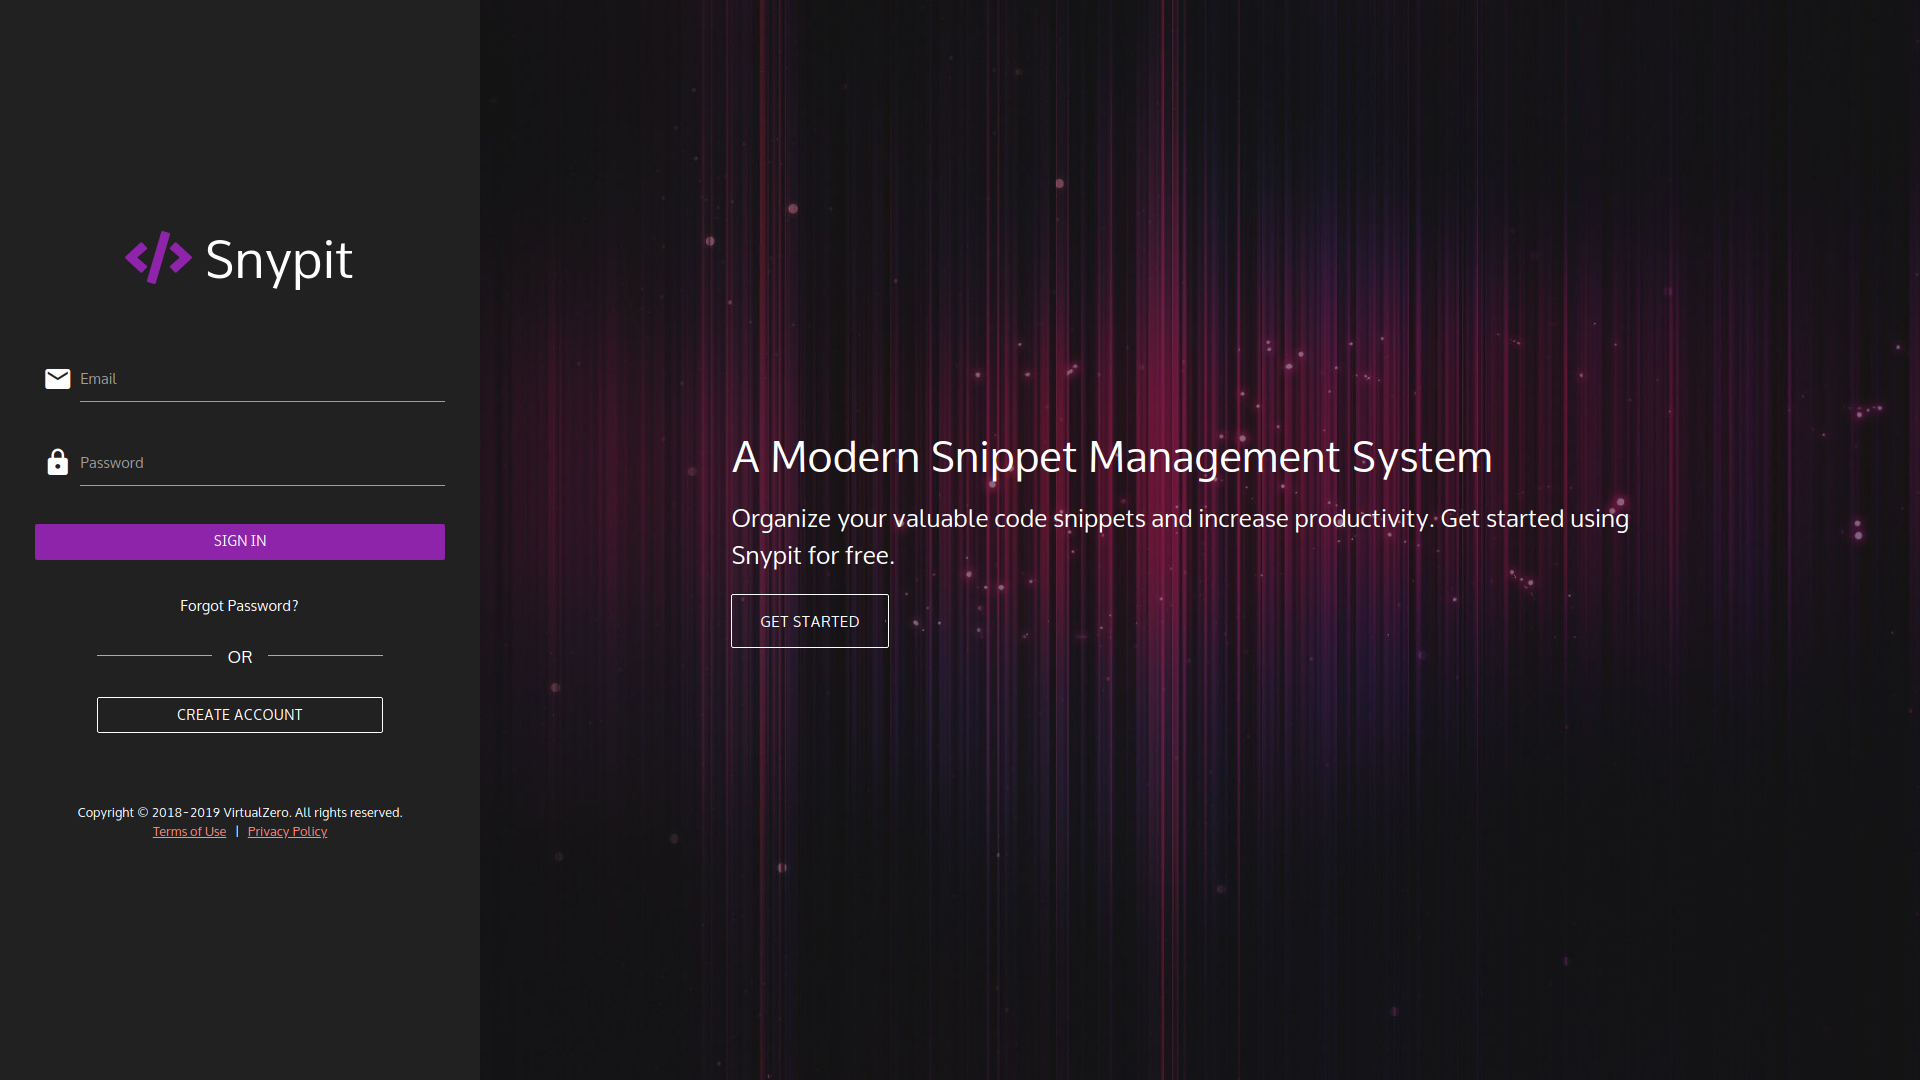 Snypit
Email
Password
SIGN IN
Forgot Password?
OR
CREATE ACCOUNT
Copyright © 2018-2019 VirtualZero. All rights reserved.
Terms of Use | Privacy Policy
A Modern Snippet Management System
Organize your valuable code snippets and increase productivity. Get started using
Snypit for free.
GET STARTED